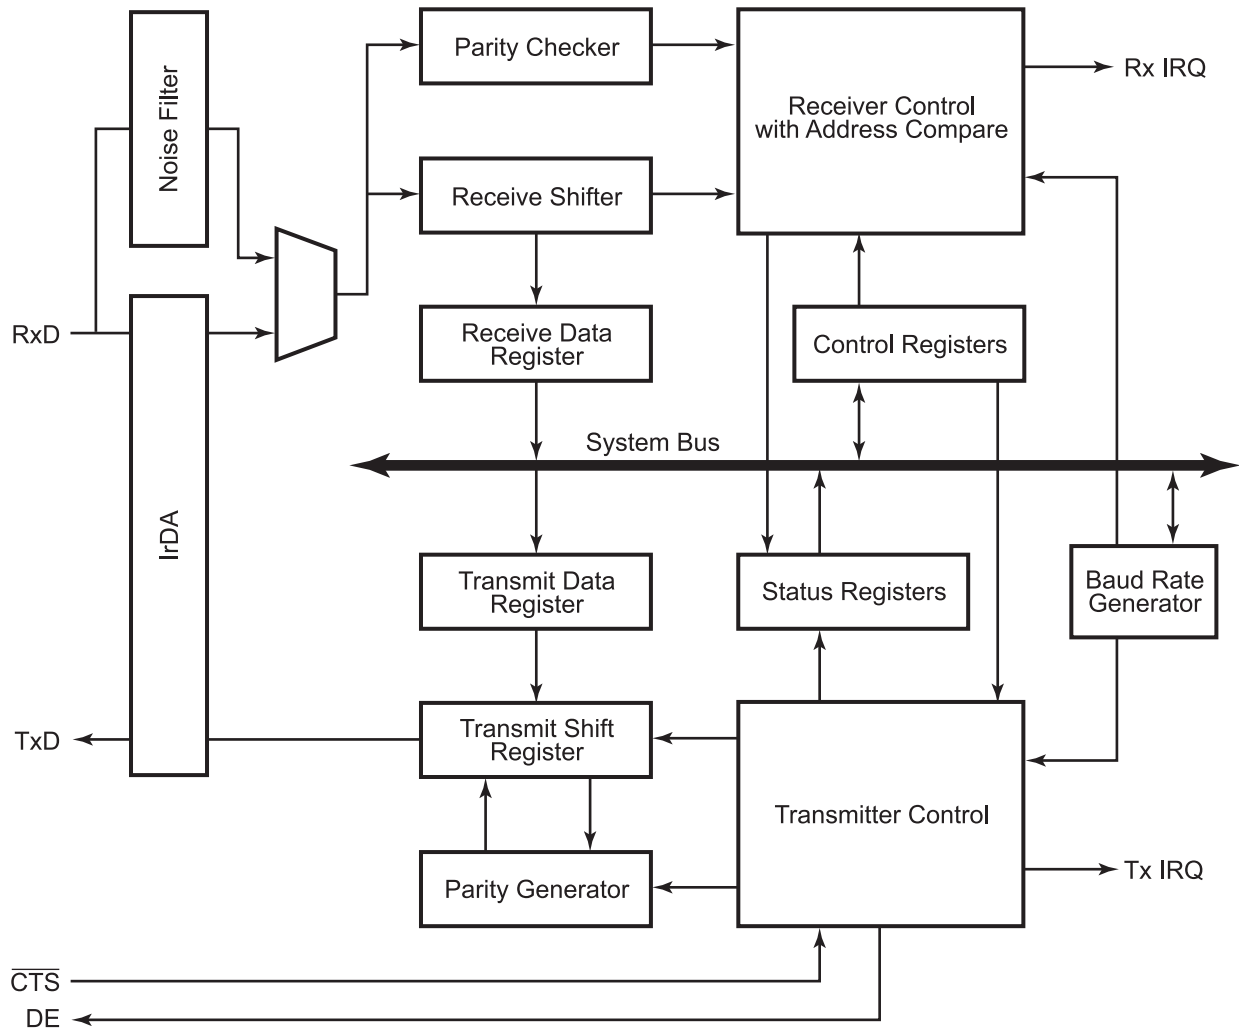 Noise Filter
Parity Checker
Receiver Control
with Address Compare
Rx IRQ
Receive Shifter
RxD
Receive Data
Register
Control Registers
System Bus
IrDA
Transmit Data
Register
Status Registers
Baud Rate
Generator
TxD
Transmit Shift
Register
Transmitter Control
Parity Generator
Tx IRQ
C̅T̅S̅
DE